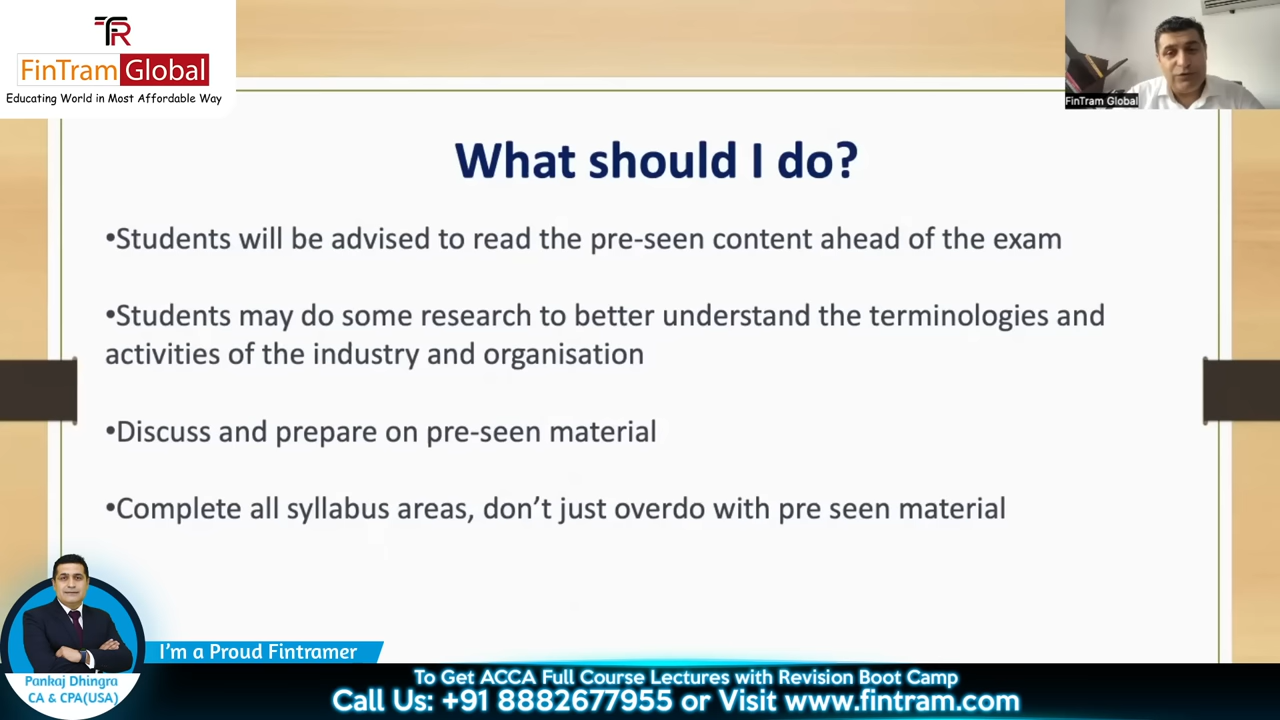 TR
FinTram Global
Educating World in Most Affordable Way
FinTram Global
What should I do?
•Students will be advised to read the pre-seen content ahead of the exam
•Students may do some research to better understand the terminologies and
activities of the industry and organisation
•Discuss and prepare on pre-seen material
•Complete all syllabus areas, don't just overdo with pre seen material
I'm a Proud Fintramer
Pankaj Dhingra
CA & CPA(USA)
To Get ACCA Full Course Lectures with Revision Boot Camp
Call Us: +91 8882677955 or Visit www.fintram.com